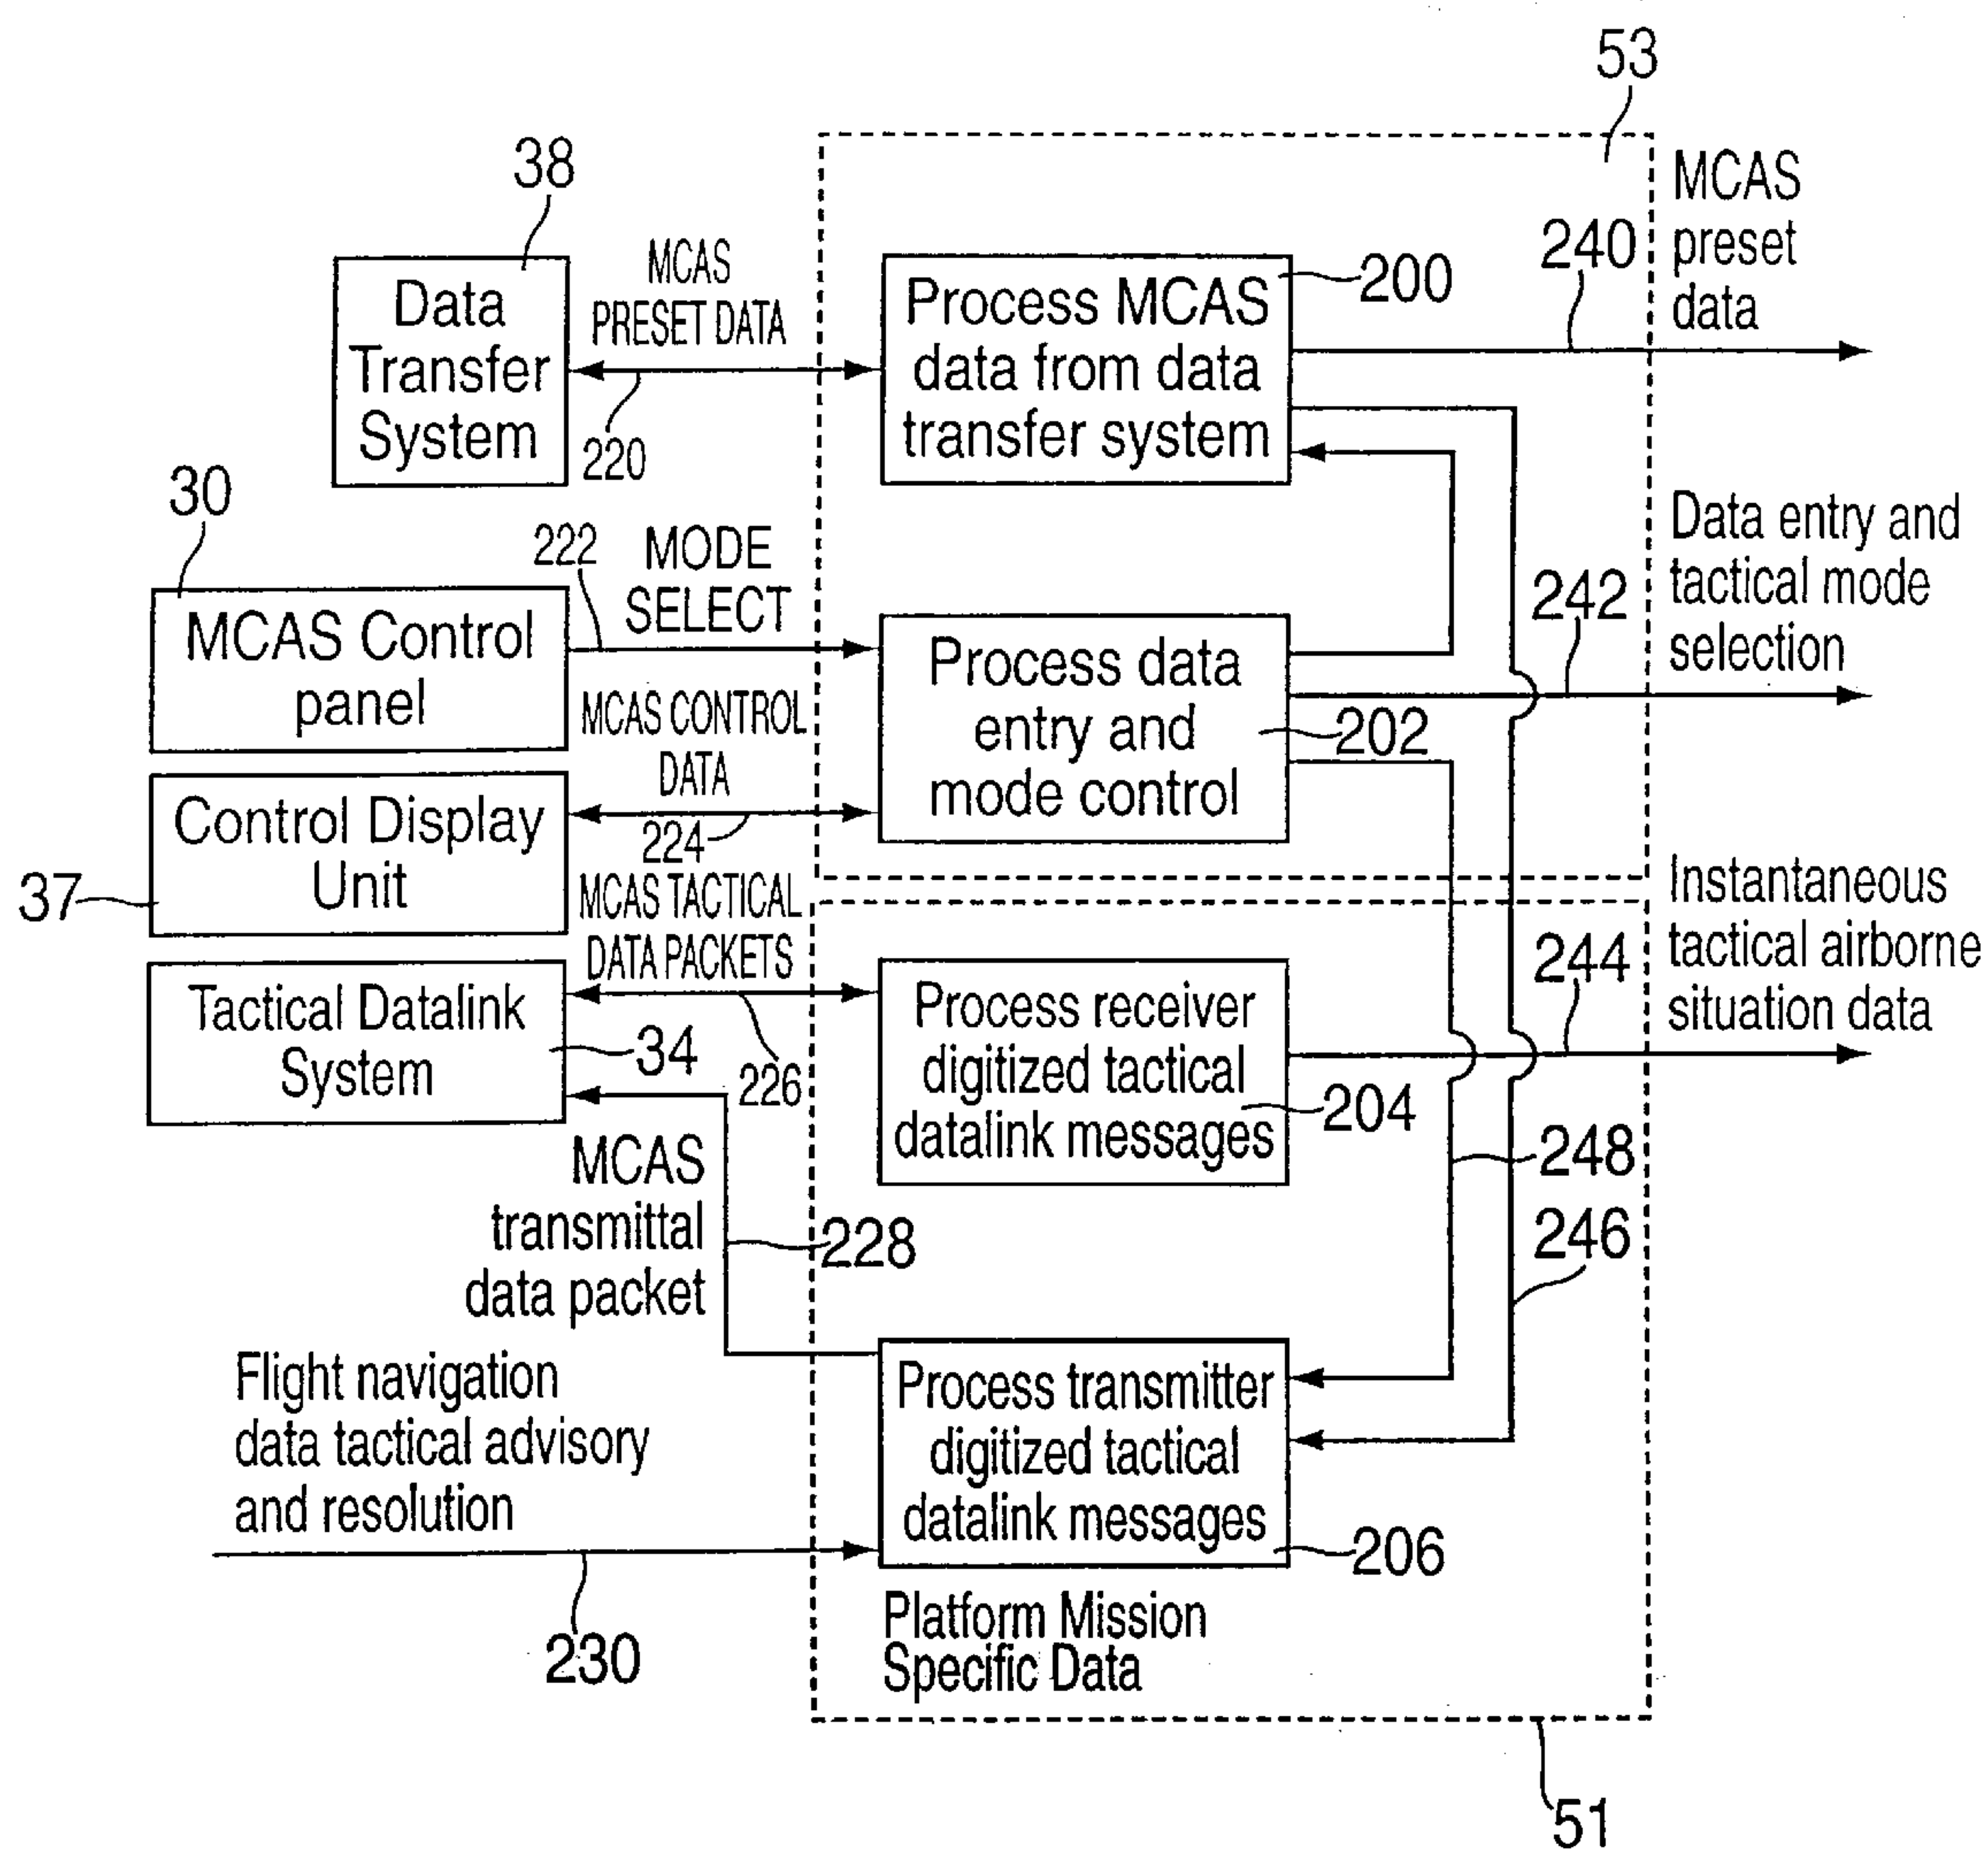 53
38
MCAS
PRESET DATA
220
Data
Transfer
System
Process MCAS
data from data
transfer system
200
240
MCAS
preset
data
30
222
MODE
SELECT
MCAS Control
panel
Process data
entry and
mode control
202
242
Data entry and
tactical mode
selection
MCAS CONTROL
DATA
224
Control Display
Unit
37
MCAS TACTICAL
DATA PACKETS
226
Tactical Datalink
System
34
Process receiver
digitized tactical
datalink messages
204
244
Instantaneous
tactical airborne
situation data
248
246
MCAS
transmittal
data packet
228
Flight navigation
data tactical advisory
and resolution
230
Process transmitter
digitized tactical
datalink messages
206
Platform Mission
Specific Data
51